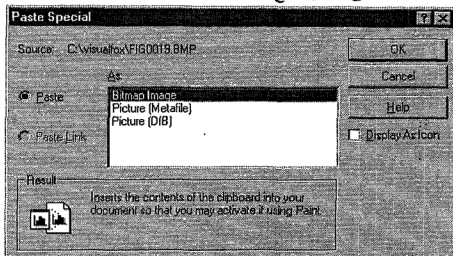 Paste Special
Source: C:\visualfox\FIG0019.BMP
OK
As
Cancel
Paste
Bitmap Image
Picture (Metafile)
Picture (DIB)
Help
Paste Link
Display As Icon
Result
Inserts the contents of the clipboard into your
document so that you may activate it using Paint.